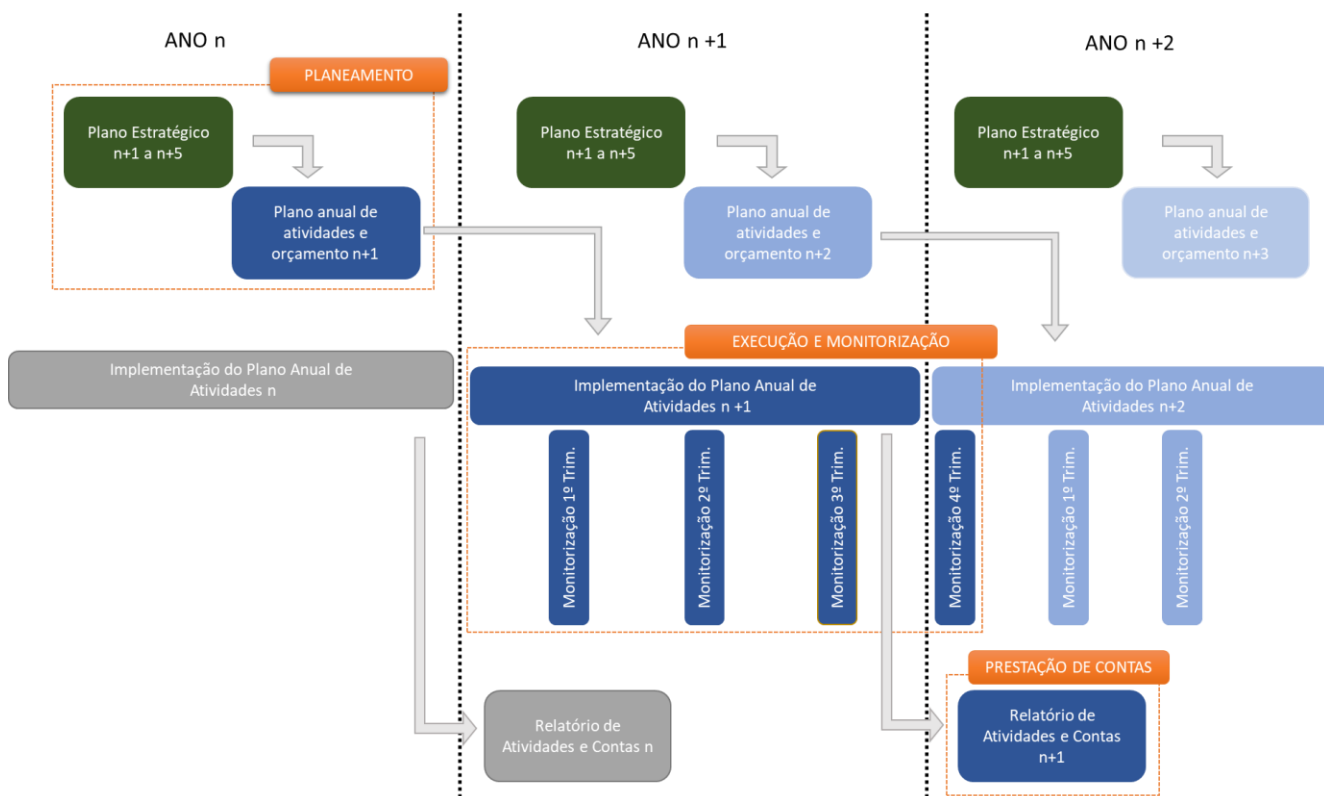 ANO n
ANO n +1
ANO n +2
PLANEAMENTO
Plano Estratégico
n+1 a n+5
Plano Estratégico
n+1 a n+5
Plano Estratégico
n+1 a n+5
Plano anual de
atividades e
orçamento n+1
Plano anual de
atividades e
orçamento n+2
Plano anual de
atividades e
orçamento n+3
EXECUÇÃO E MONITORIZAÇÃO
Implementação do Plano Anual de
Atividades n
Implementação do Plano Anual de
Atividades n +1
Implementação do Plano Anual de
Atividades n+2
Monitorização 1º Trim.
Monitorização 2º Trim.
Monitorização 3º Trim.
Monitorização 4º Trim.
Monitorização 1º Trim.
Monitorização 2º Trim.
PRESTAÇÃO DE CONTAS
Relatório de
Atividades e Contas n
Relatório de
Atividades e Contas
n+1